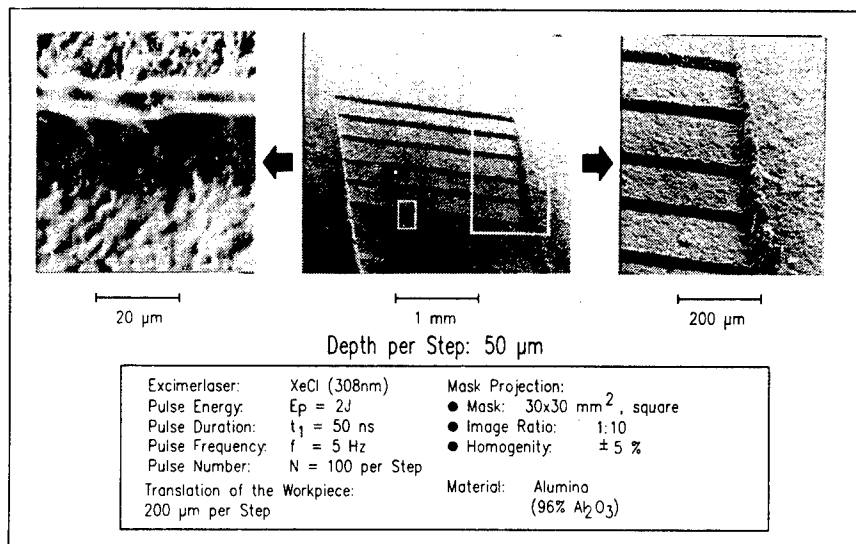 20 µm
1 mm
200 µm
Depth per Step: 50 µm
Excimerlaser: XeCl (308nm)
Pulse Energy: Ep = 2J
Pulse Duration: t₁ = 50 ns
Pulse Frequency: f = 5 Hz
Pulse Number: N = 100 per Step
Translation of the Workpiece:
200 µm per Step
Mask Projection:
● Mask: 30x30 mm², square
● Image Ratio: 1:10
● Homogenity: ± 5 %
Material: Alumina
(96% Al₂O₃)